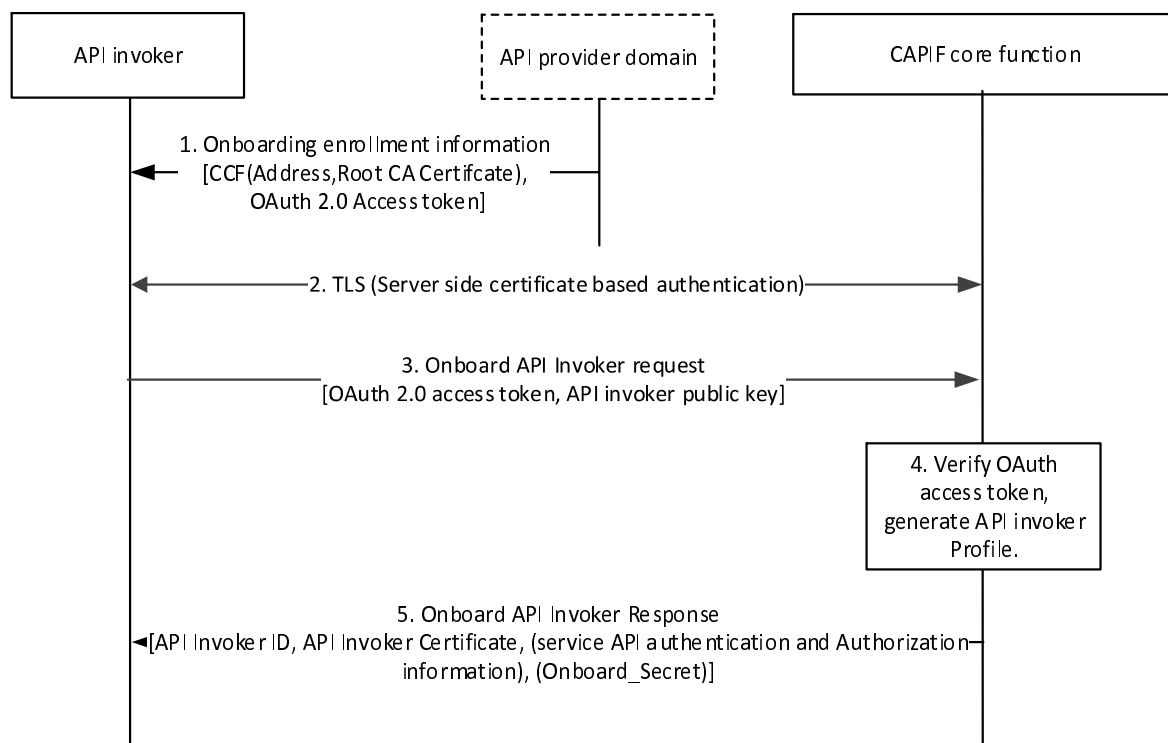 API invoker
API provider domain
CAPIF core function
1. Onboarding enrollment information
[CCF(Address,Root CA Certifcate),
OAuth 2.0 Access token]
2. TLS (Server side certificate based authentication)
3. Onboard API Invoker request
[OAuth 2.0 access token, API invoker public key]
4. Verify OAuth
access token,
generate API invoker
Profile.
5. Onboard API Invoker Response
[API Invoker ID, API Invoker Certificate, (service API authentication and Authorization
information), (Onboard_Secret)]